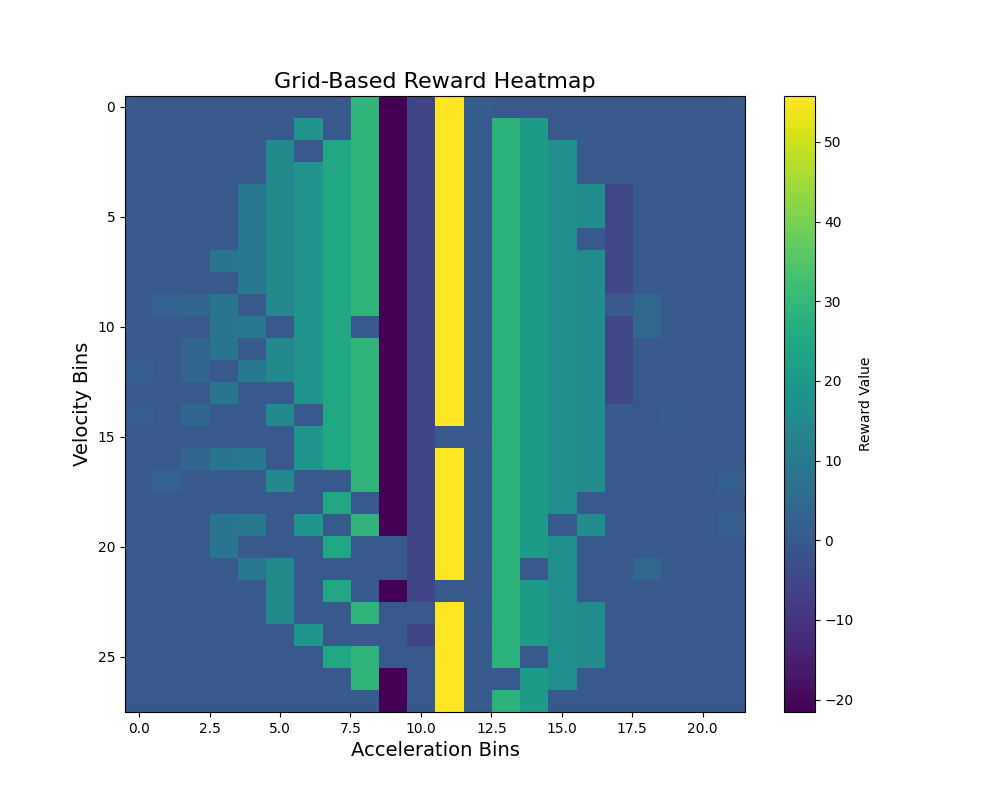 Grid-Based Reward Heatmap
0
5
10
15
20
25
Velocity Bins
0.0 2.5 5.0 7.5 10.0 12.5 15.0 17.5 20.0
Acceleration Bins
50
40
30
20
10
0
−10
−20
Reward Value